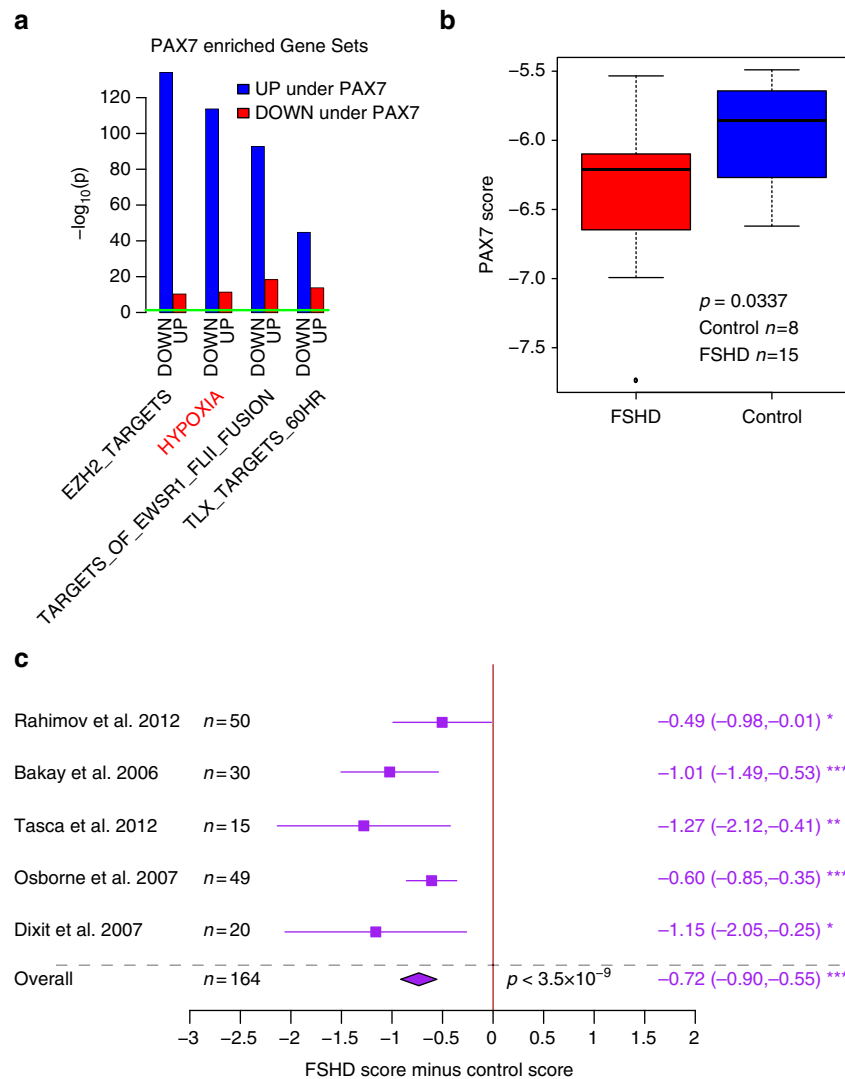 a
PAX7 enriched Gene Sets
UP under PAX7
DOWN under PAX7
−log10(p)
120
100
80
60
40
20
0
DOWN UP DOWN UP DOWN UP DOWN UP
EZH2_TARGETS
HYPOXIA
TARGETS_OF_EWSR1_FLII_FUSION
TLX_TARGETS_60HR
b
PAX7 score
−5.5
−6.0
−6.5
−7.0
−7.5
p = 0.0337
Control n=8
FSHD n=15
FSHD Control
c
Rahimov et al. 2012 n=50 −0.49 (−0.98,−0.01) *
Bakay et al. 2006 n=30 −1.01 (−1.49,−0.53) ***
Tasca et al. 2012 n=15 −1.27 (−2.12,−0.41) **
Osborne et al. 2007 n=49 −0.60 (−0.85,−0.35) ***
Dixit et al. 2007 n=20 −1.15 (−2.05,−0.25) *
Overall n=164 p < 3.5×10−9 −0.72 (−0.90,−0.55) ***
−3 −2.5 −2 −1.5 −1 −0.5 0 0.5 1 1.5 2
FSHD score minus control score